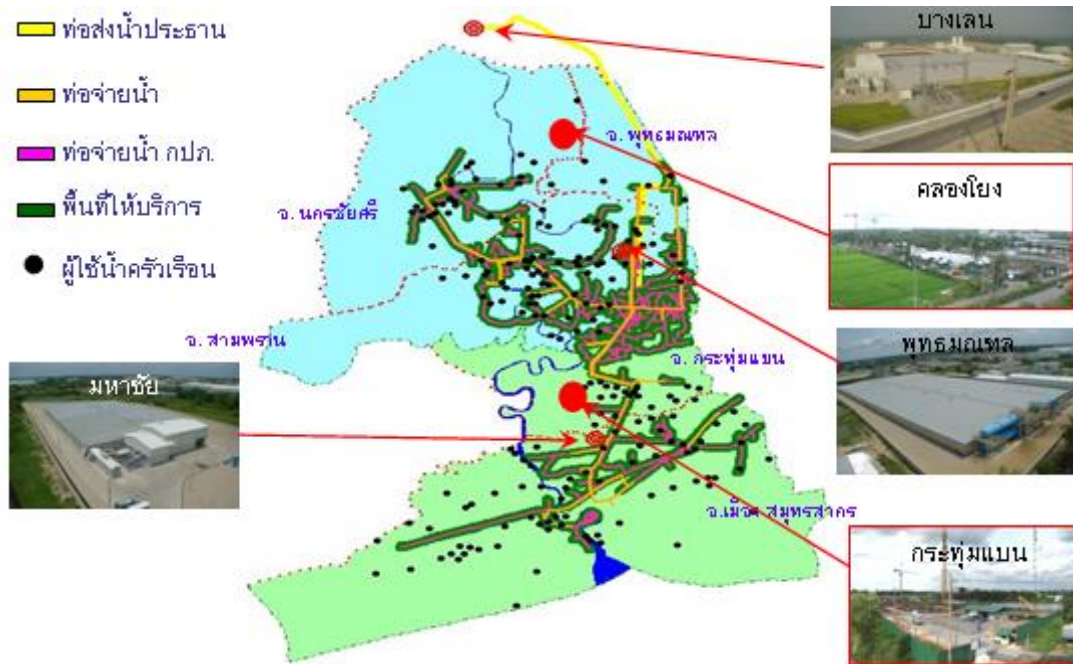 ท่อส่งน้ำประธาน
ท่อจ่ายน้ำ
ท่อจ่ายน้ำ กปภ.
พื้นที่ให้บริการ
ผู้ใช้น้ำครัวเรือน
บางเลน
อ. พุทธมณฑล
คลองโยง
อ. นครชัยศรี
อ. สามพราน
อ. กระทุ่มแบน
พุทธมณฑล
มหาชัย
อ.เมือง สมุทรสาคร
กระทุ่มแบน